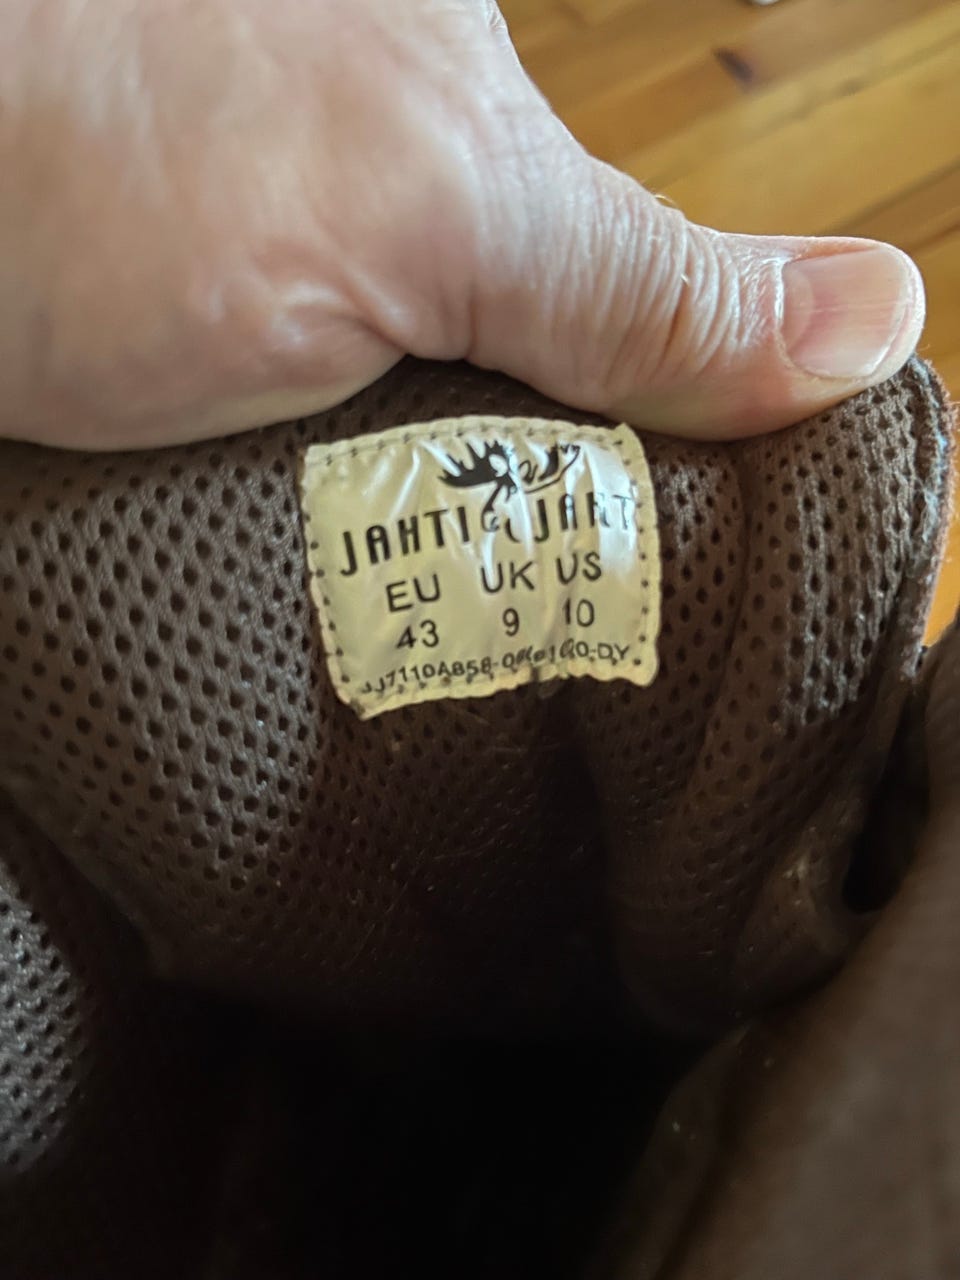 JAHTI JAKT
EU UK US
43 9 10